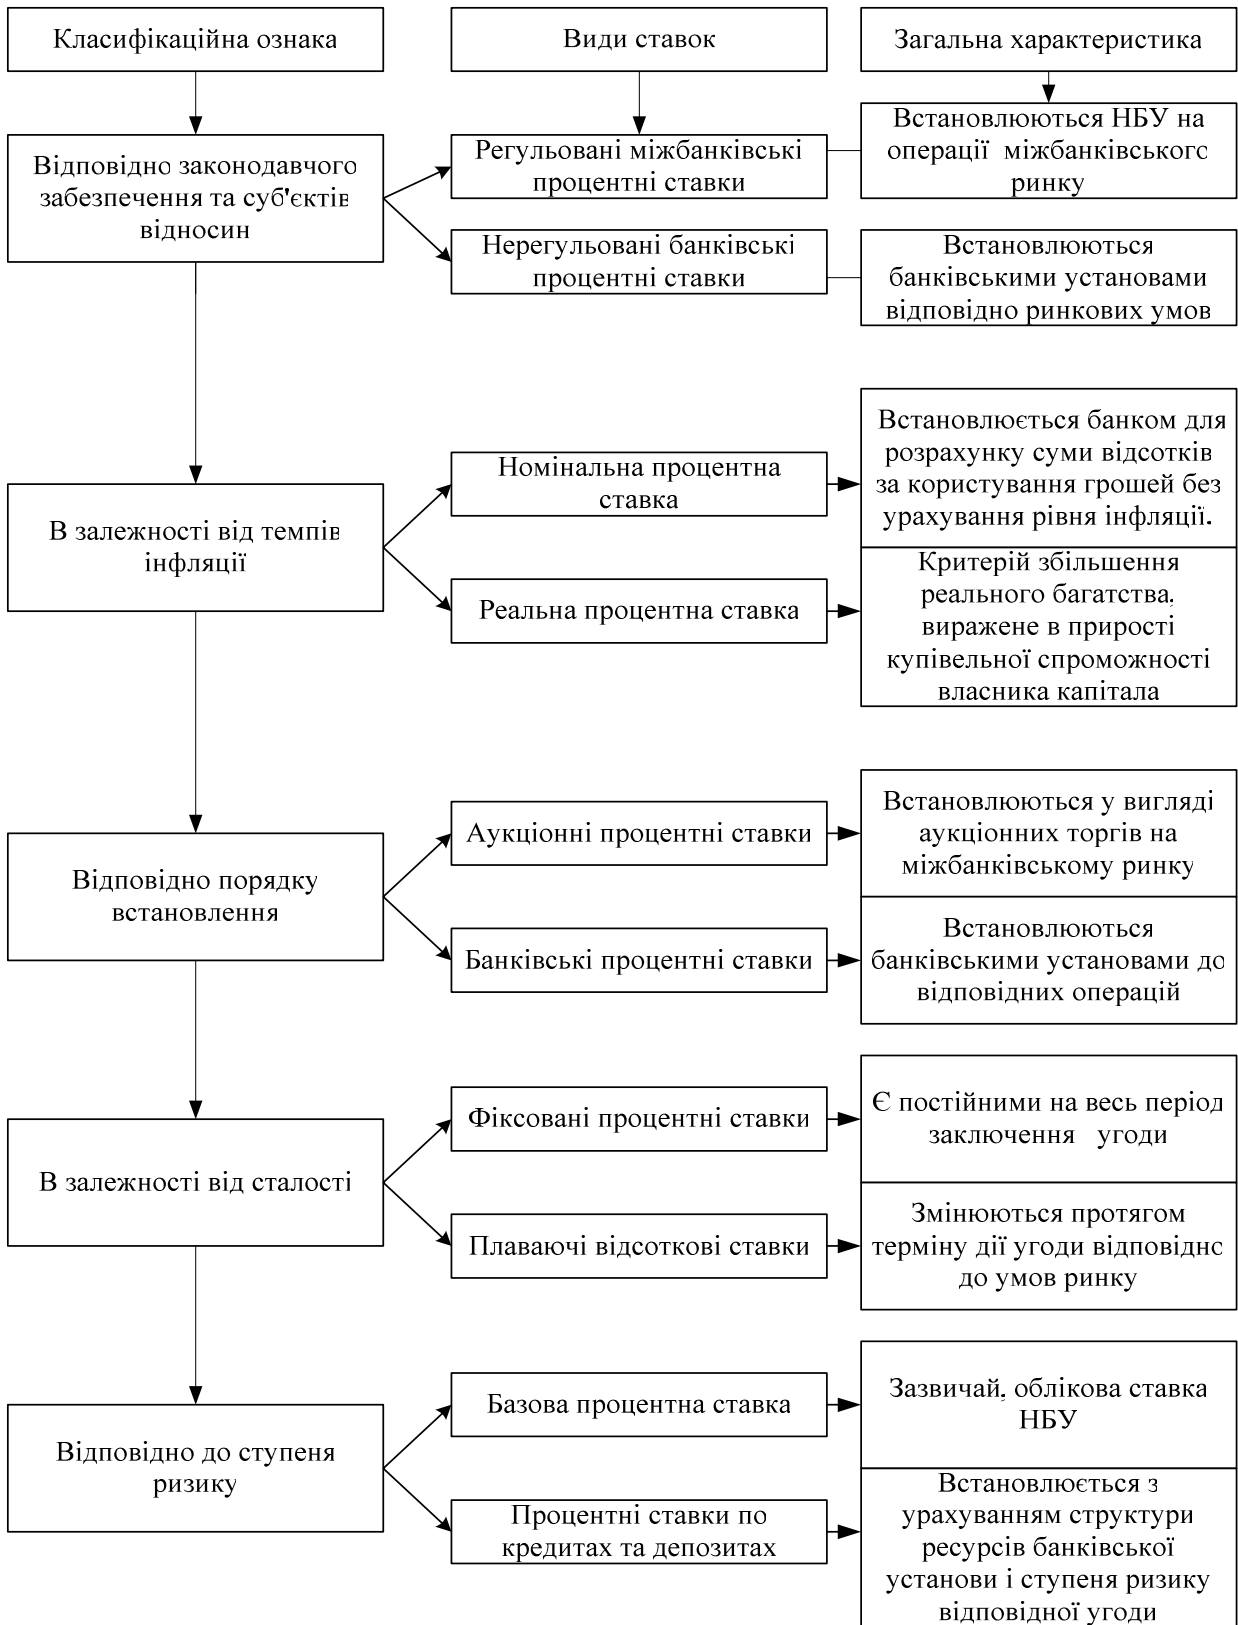 Класифікаційна ознака
Види ставок
Загальна характеристика
Відповідно законодавчого
забезпечення та суб'єктів
відносин
Регульовані міжбанківські
процентні ставки
Встановлюються НБУ на
операції міжбанківського
ринку
Нерегульовані банківські
процентні ставки
Встановлюються
банківськими установами
відповідно ринкових умов
В залежності від темпів
інфляції
Номінальна процентна
ставка
Встановлюється банком для
розрахунку суми відсотків
за користування грошей без
урахування рівня інфляції.
Реальна процентна ставка
Критерій збільшення
реального багатства,
виражене в прирості
купівельної спроможності
власника капітала
Відповідно порядку
встановлення
Аукціонні процентні ставки
Встановлюються у вигляді
аукціонних торгів на
міжбанківському ринку
Банківські процентні ставки
Встановлюються
банківськими установами до
відповідних операцій
В залежності від сталості
Фіксовані процентні ставки
Є постійними на весь період
заключення угоди
Плаваючі відсоткові ставки
Змінюються протягом
терміну дії угоди відповідно
до умов ринку
Відповідно до ступеня
ризику
Базова процентна ставка
Зазвичай, облікова ставка
НБУ
Процентні ставки по
кредитах та депозитах
Встановлюється з
урахуванням структури
ресурсів банківської
установи і ступеня ризику
відповідної угоди